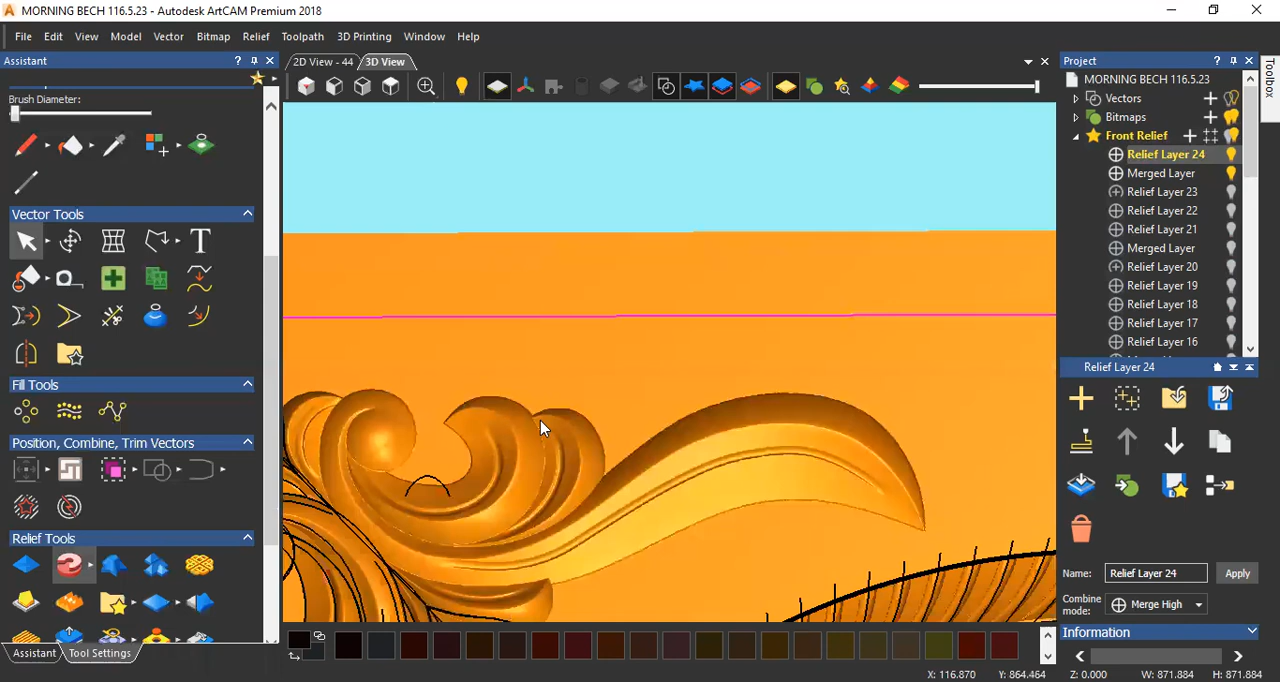 MORNING BECH 116.5.23 - Autodesk ArtCAM Premium 2018
File Edit View Model Vector Bitmap Relief Toolpath 3D Printing Window Help
Assistant
2D View - 44
3D View
Project
Toolbox
Brush Diameter:
MORNING BECH 116.5.23
Vectors
Bitmaps
Front Relief
Relief Layer 24
Merged Layer
Relief Layer 23
Relief Layer 22
Relief Layer 21
Merged Layer
Relief Layer 20
Relief Layer 19
Relief Layer 18
Relief Layer 17
Relief Layer 16
Vector Tools
Fill Tools
Position, Combine, Trim Vectors
Relief Tools
Relief Layer 24
Name: Relief Layer 24 Apply
Combine mode: Merge High
Information
Assistant Tool Settings
X: 116.870 Y: 864.464 Z: 0.000 W: 871.884 H: 871.884